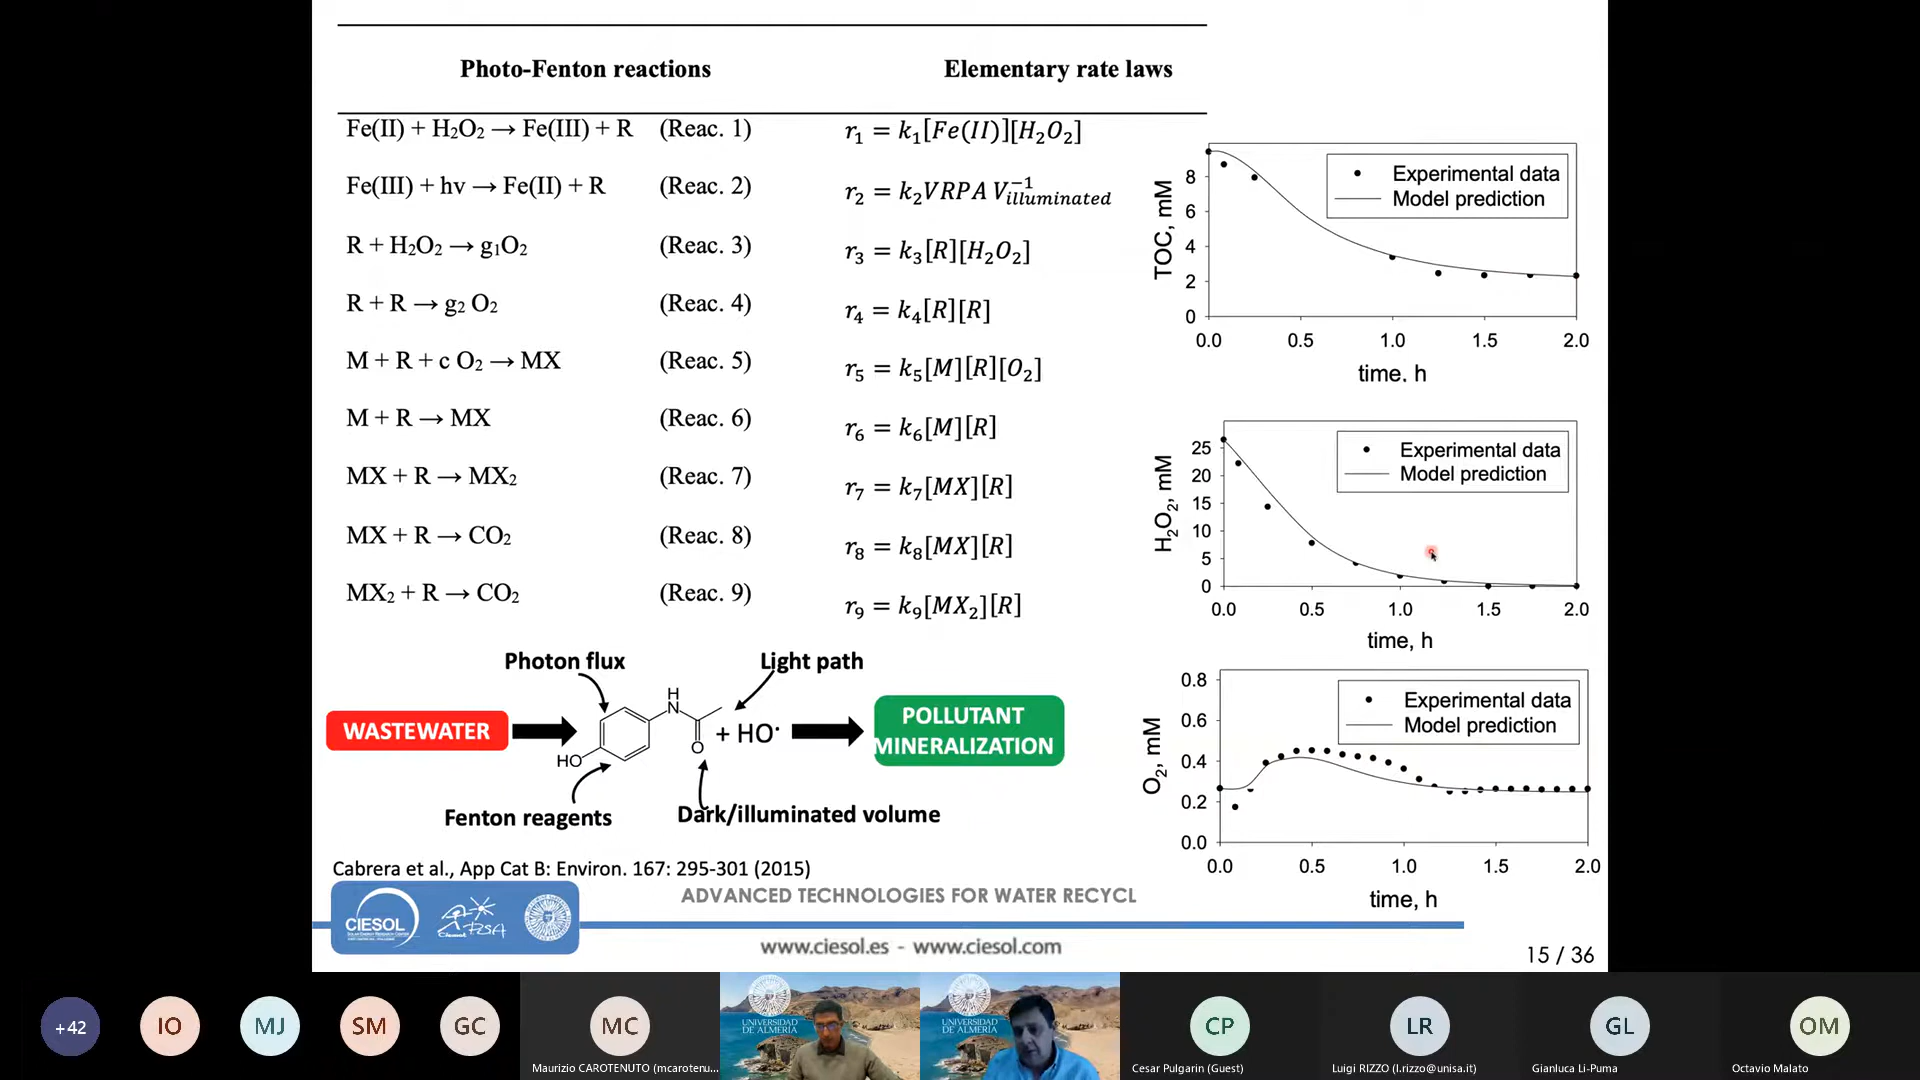 Photo-Fenton reactions Elementary rate laws
Fe(II) + H₂O₂ → Fe(III) + R (Reac. 1) r₁ = k₁[Fe(II)][H₂O₂]
Fe(III) + hv → Fe(II) + R (Reac. 2) r₂ = k₂VRPA V⁻¹illuminated
R + H₂O₂ → g₁O₂ (Reac. 3) r₃ = k₃[R][H₂O₂]
R + R → g₂ O₂ (Reac. 4) r₄ = k₄[R][R]
M + R + c O₂ → MX (Reac. 5) r₅ = k₅[M][R][O₂]
M + R → MX (Reac. 6) r₆ = k₆[M][R]
MX + R → MX₂ (Reac. 7) r₇ = k₇[MX][R]
MX + R → CO₂ (Reac. 8) r₈ = k₈[MX][R]
MX₂ + R → CO₂ (Reac. 9) r₉ = k₉[MX₂][R]
TOC, mM
8
6
4
2
0
Experimental data
Model prediction
0.0 0.5 1.0 1.5 2.0
time, h
H₂O₂, mM
25
20
15
10
5
0
Experimental data
Model prediction
0.0 0.5 1.0 1.5 2.0
time, h
O₂, mM
0.8
0.6
0.4
0.2
0.0
Experimental data
Model prediction
0.0 0.5 1.0 1.5 2.0
time, h
Photon flux Light path
WASTEWATER
H
N
O
HO
+ HO·
POLLUTANT
MINERALIZATION
Fenton reagents Dark/illuminated volume
Cabrera et al., App Cat B: Environ. 167: 295-301 (2015)
ADVANCED TECHNOLOGIES FOR WATER RECYCL
CIESOL
PSA
www.ciesol.es - www.ciesol.com
15 / 36
+42
IO
MJ
SM
GC
MC
Maurizio CAROTENUTO (mcarotenu...
UNIVERSIDAD
DE ALMERÍA
UNIVERSIDAD
DE ALMERÍA
CP
Cesar Pulgarin (Guest)
LR
Luigi RIZZO (l.rizzo@unisa.it)
GL
Gianluca Li-Puma
OM
Octavio Malato